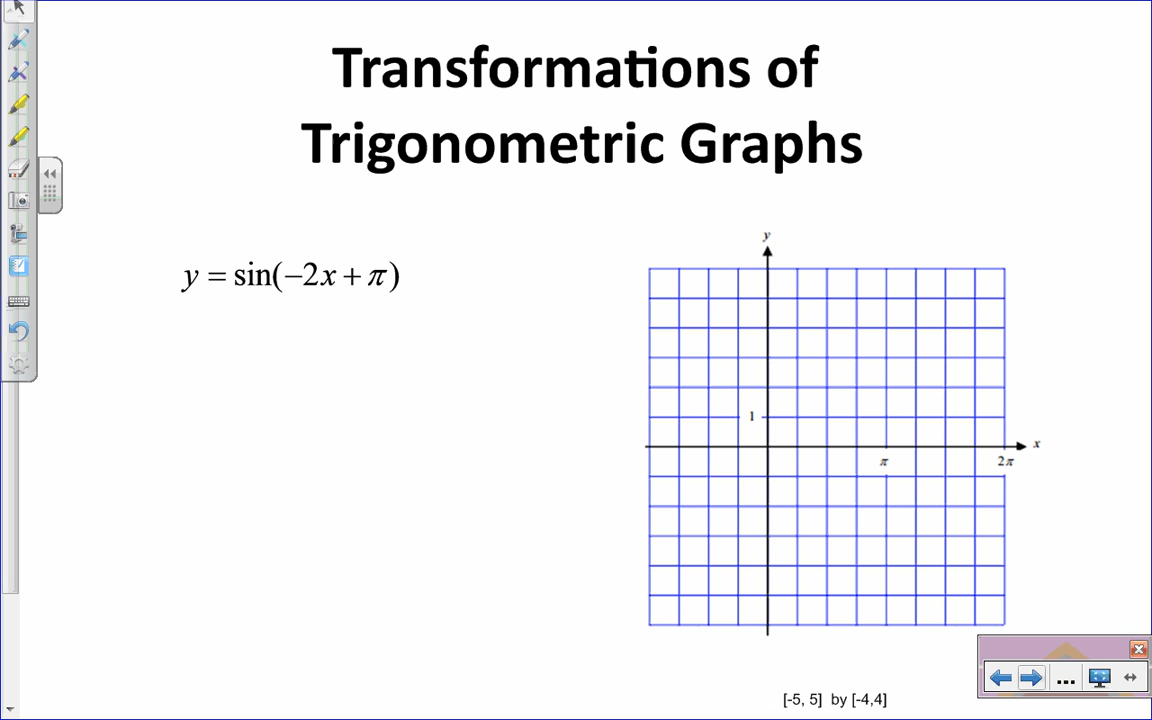 Transformations of
Trigonometric Graphs
y = sin(−2x + π)
y
1
x
π
2π
[-5, 5] by [-4,4]
...